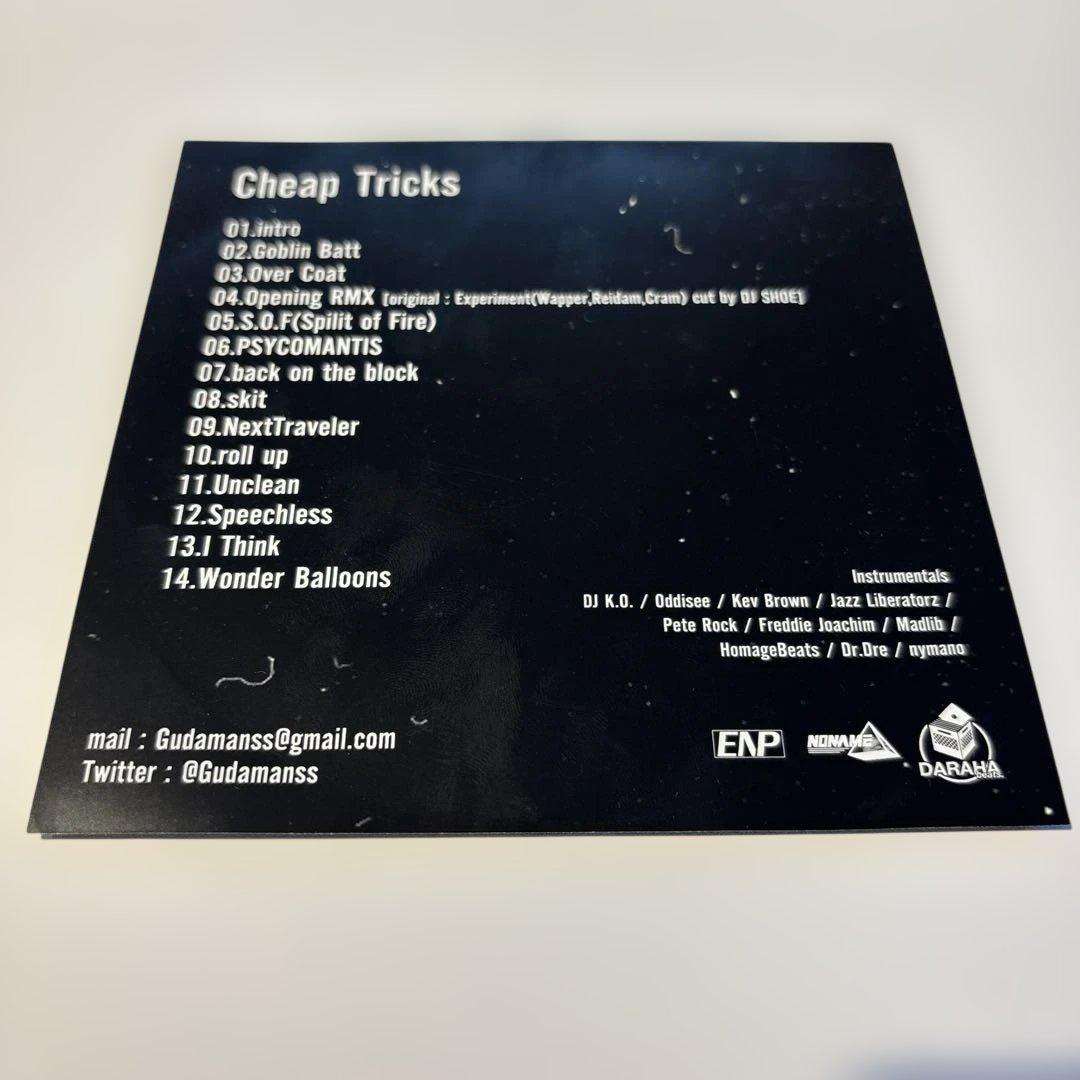 Cheap Tricks
01.intro
02.Goblin Batt
03.Over Coat
04.Opening RMX [original : Experiment(Wapper,Reidam,Cram) cut by DJ SHOE]
05.S.O.F(Spilit of Fire)
06.PSYCOMANTIS
07.back on the block
08.skit
09.NextTraveler
10.roll up
11.Unclean
12.Speechless
13.I Think
14.Wonder Balloons
Instrumentals
DJ K.O. / Oddisee / Kev Brown / Jazz Liberatorz /
Pete Rock / Freddie Joachim / Madlib /
HomageBeats / Dr.Dre / nymano
mail : Gudamanss@gmail.com
Twitter : @Gudamanss
ENP
NONAME
DARAHA
beats.